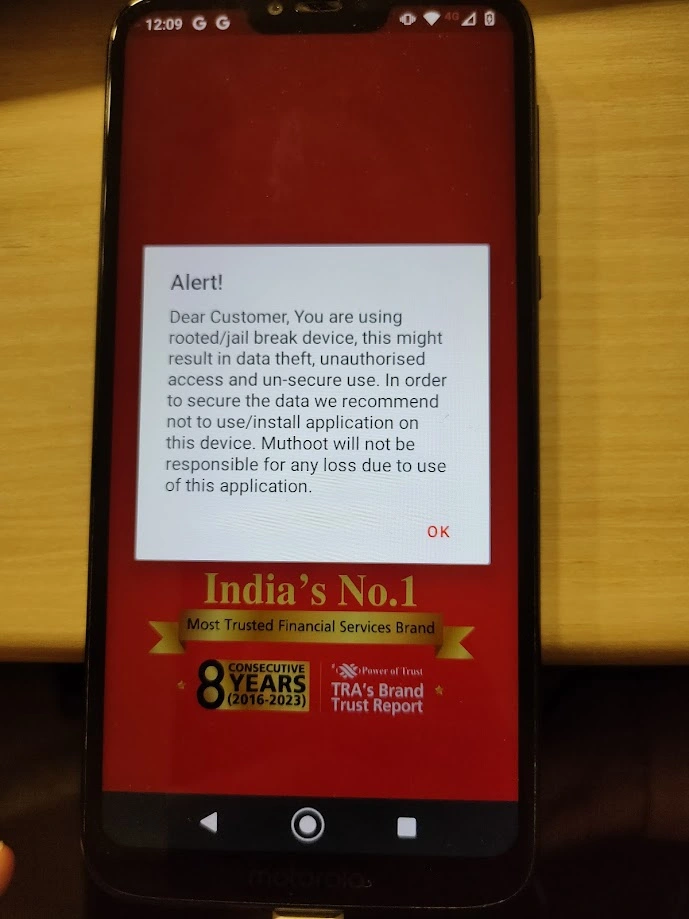 12:09 G G 4G
Alert!
Dear Customer, You are using
rooted/jail break device, this might
result in data theft, unauthorised
access and un-secure use. In order
to secure the data we recommend
not to use/install application on
this device. Muthoot will not be
responsible for any loss due to use
of this application.
OK
India's No.1
Most Trusted Financial Services Brand
8 CONSECUTIVE
YEARS
(2016-2023)
Power of Trust
TRA's Brand
Trust Report
motorola